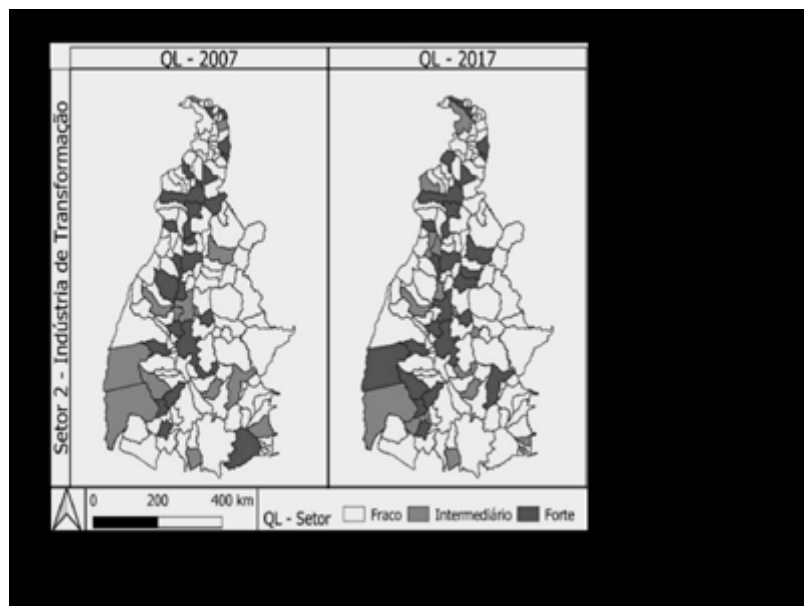 QL - 2007
QL - 2017
Setor 2 - Indústria de Transformação
0 200 400 km
QL - Setor Fraco Intermediário Forte